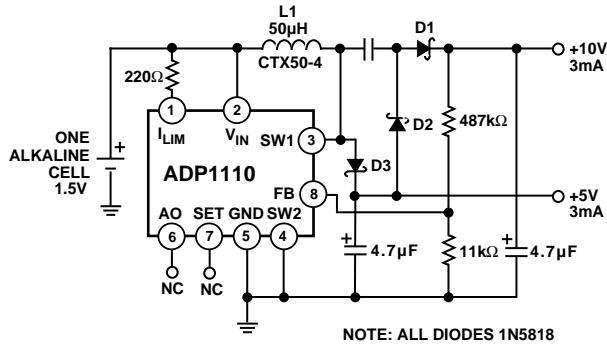 L1
50µH
CTX50-4
D1
+10V
3mA
220Ω
1
2
I_LIM
V_IN
SW1
3
D2
487kΩ
ONE
ALKALINE
CELL
1.5V
+
ADP1110
D3
FB
8
+5V
3mA
AO
SET
GND
SW2
6
7
5
4
+
4.7µF
11kΩ
+
4.7µF
NC
NC
NOTE: ALL DIODES 1N5818